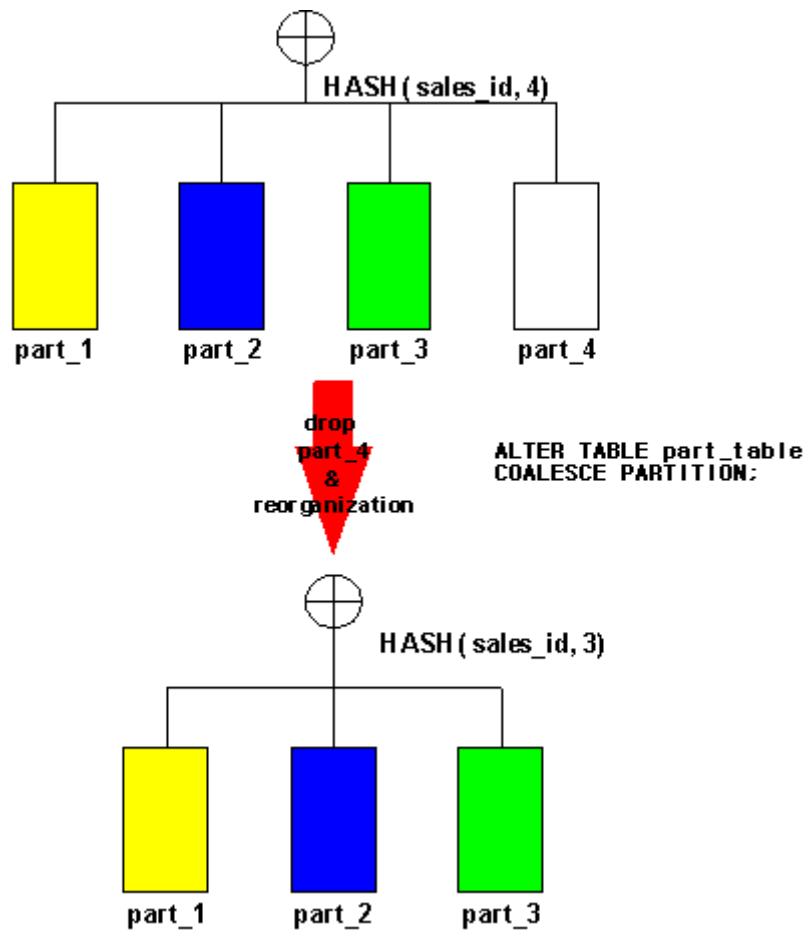 HASH( sales_id, 4)
part_1 part_2 part_3 part_4
drop
part_4
&
reorganization
ALTER TABLE part_table
COALESCE PARTITION;
HASH( sales_id, 3)
part_1 part_2 part_3